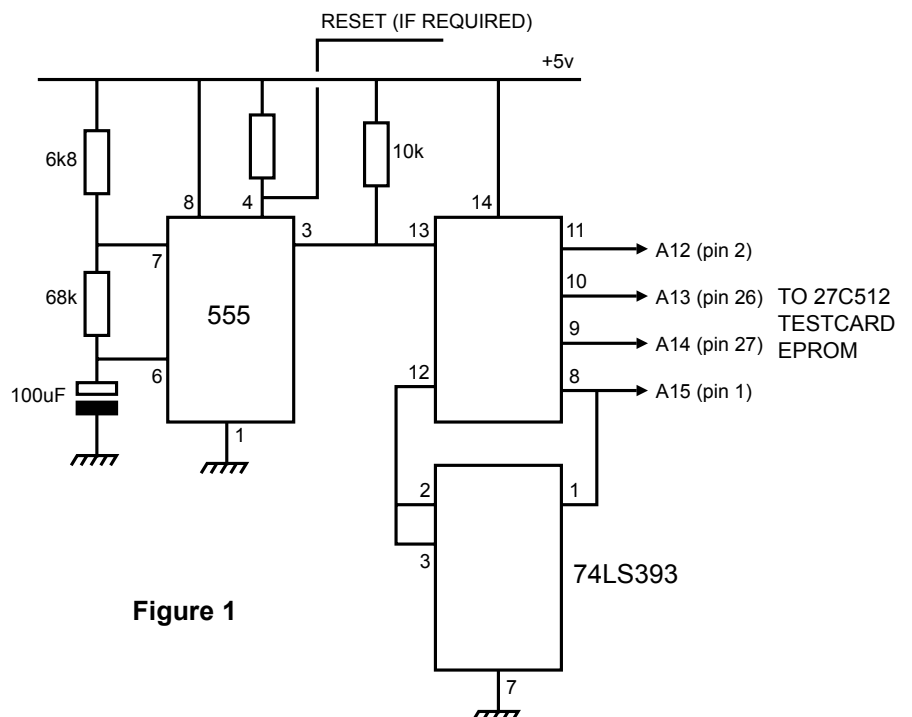 RESET (IF REQUIRED)
+5v
6k8
10k
8
4
14
3
13
11
A12 (pin 2)
7
10
A13 (pin 26)
TO 27C512
TESTCARD
EPROM
68k
555
9
A14 (pin 27)
6
12
8
A15 (pin 1)
100uF
1
2
1
3
74LS393
Figure 1
7